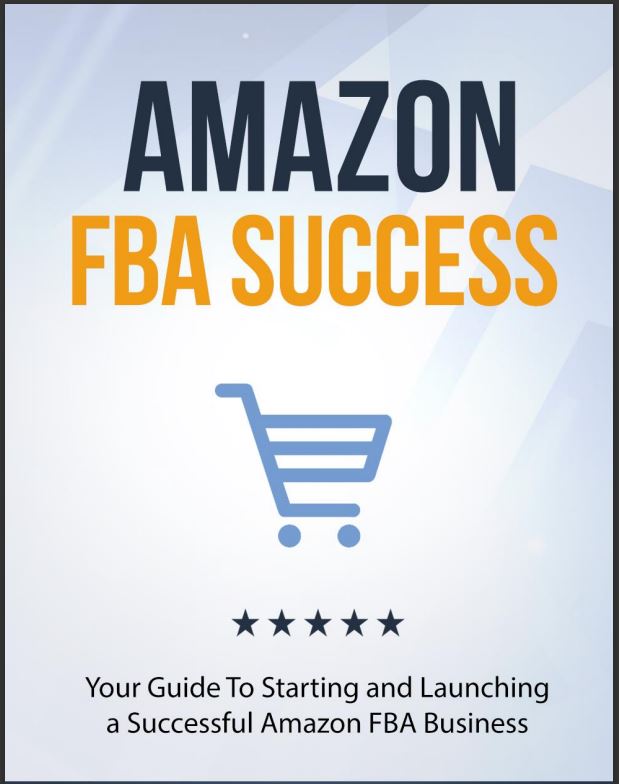 AMAZON
FBA SUCCESS
Your Guide To Starting and Launching
a Successful Amazon FBA Business